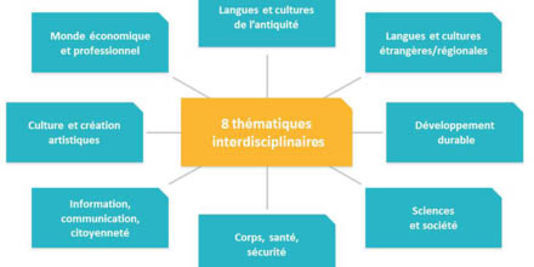 Langues et cultures
de l'antiquité
Monde économique
et professionnel
Langues et cultures
étrangères/régionales
Culture et création
artistiques
8 thématiques
interdisciplinaires
Développement
durable
Information,
communication,
citoyenneté
Corps, santé,
sécurité
Sciences
et société